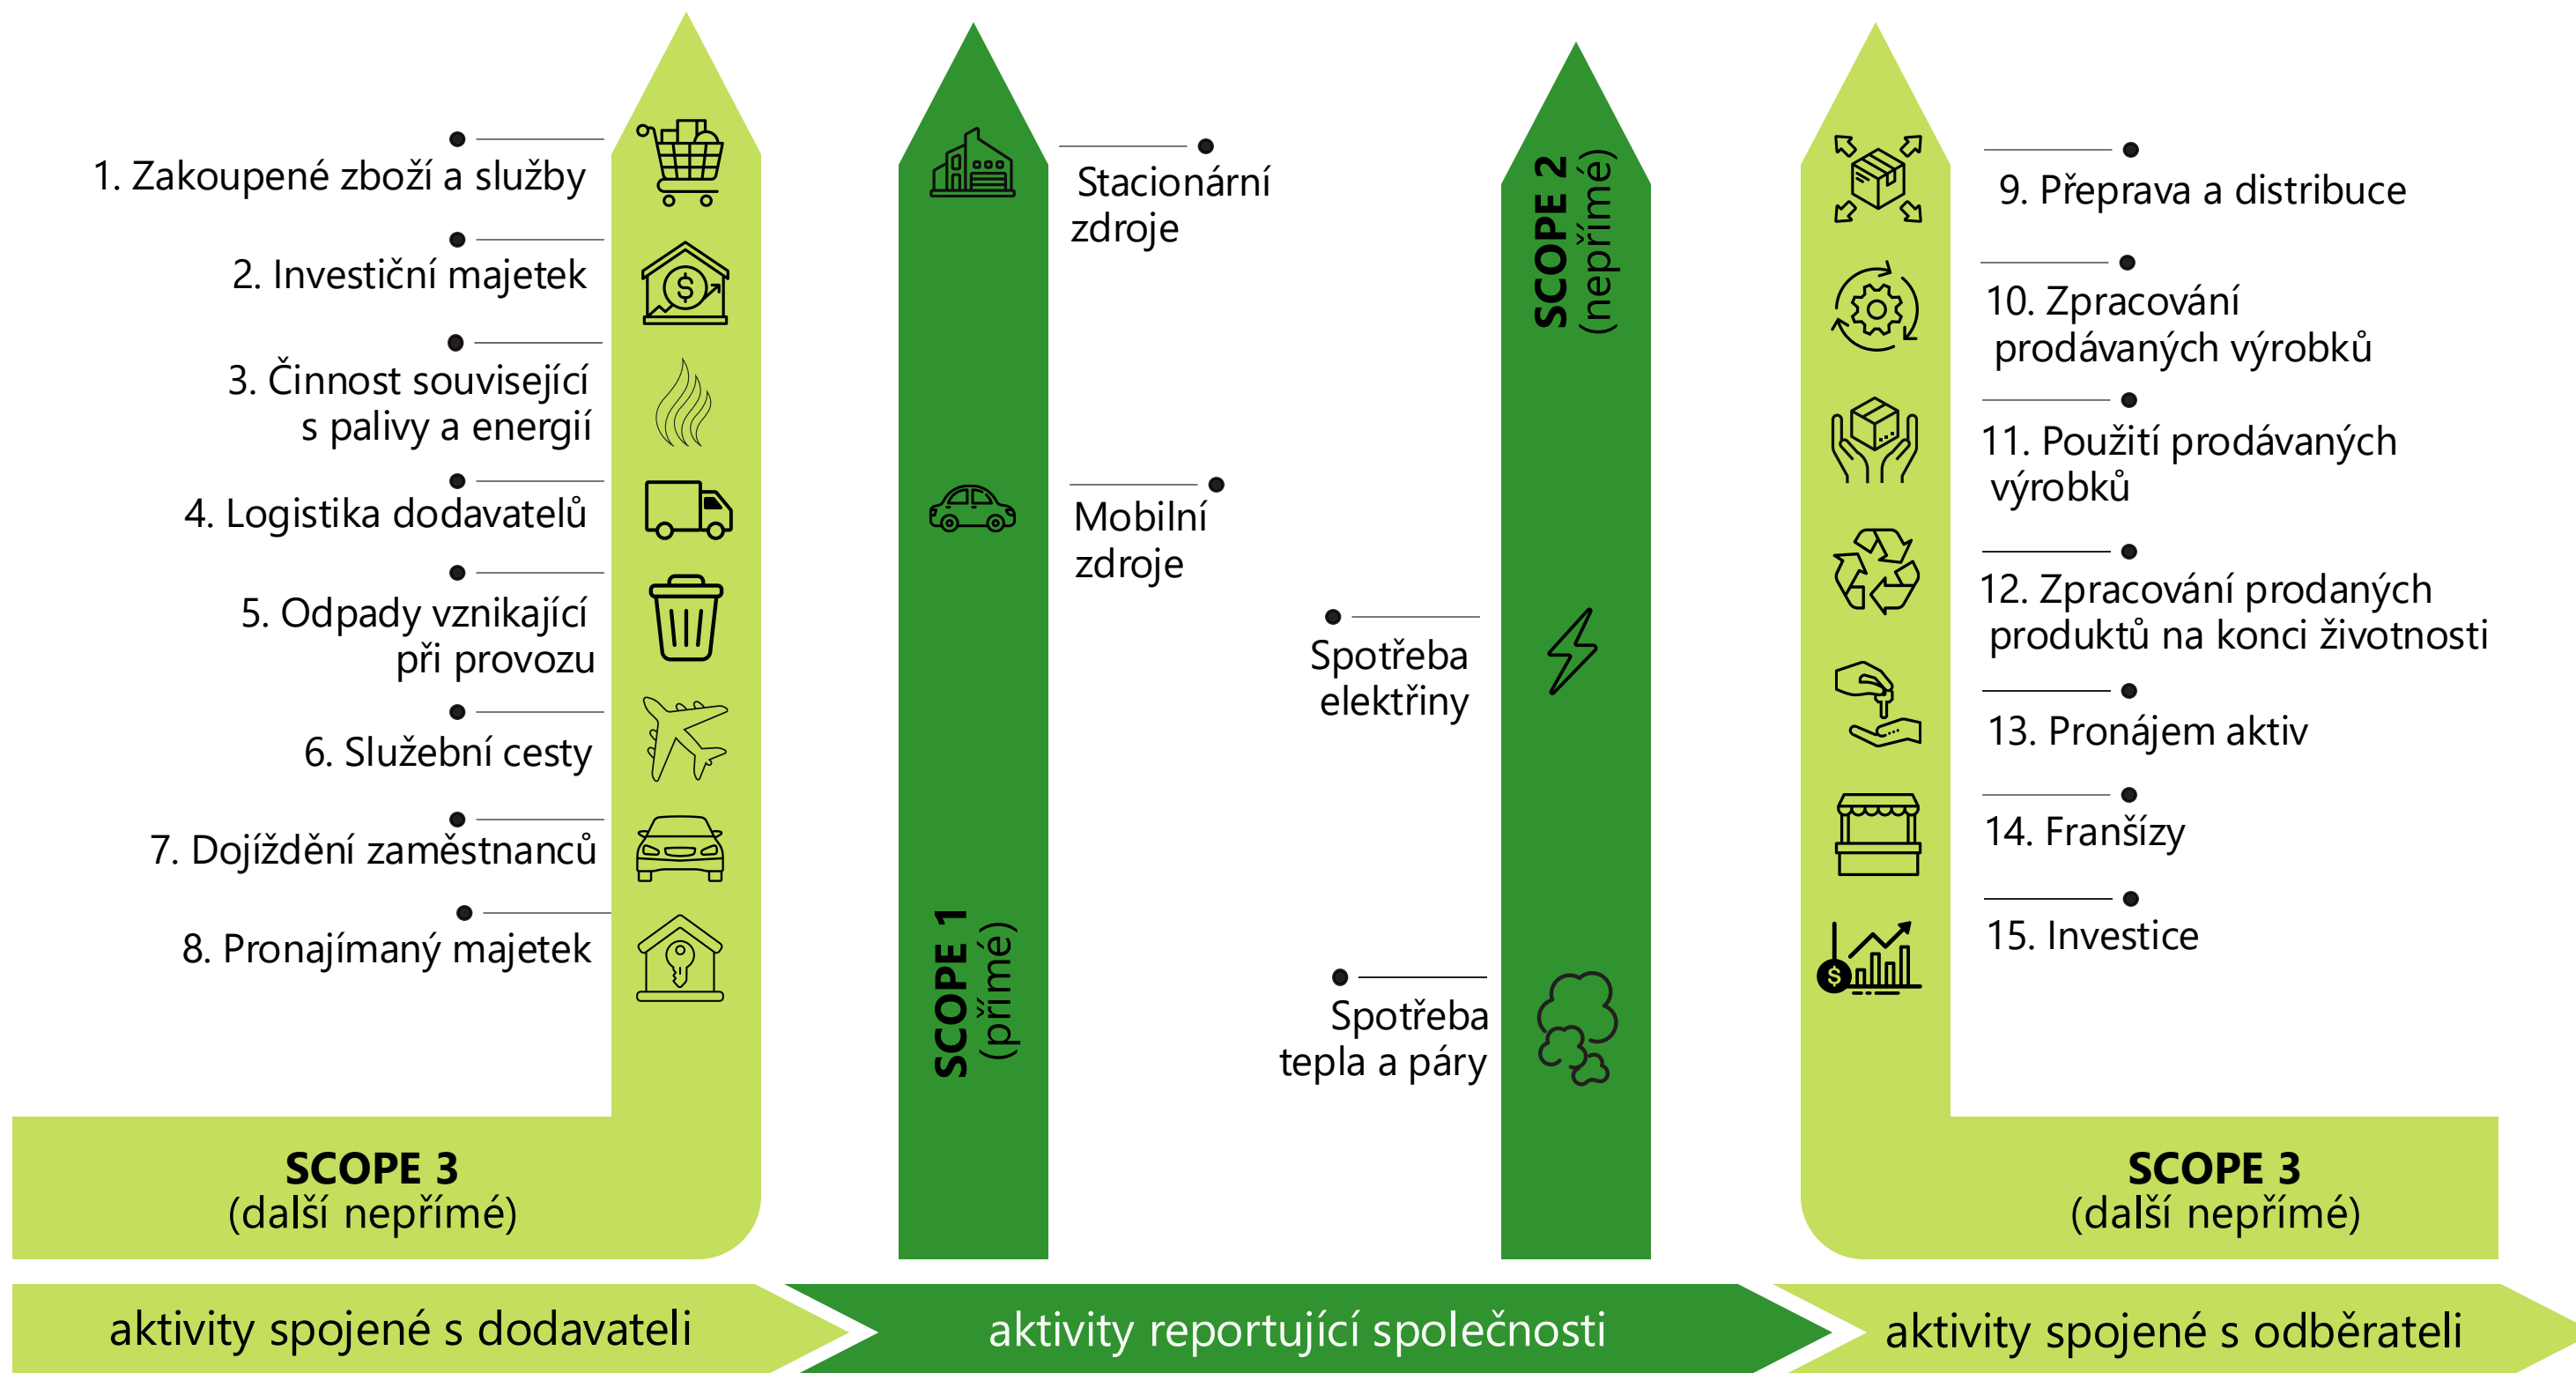 1. Zakoupené zboží a služby
2. Investiční majetek
3. Činnost související
s palivy a energií
4. Logistika dodavatelů
5. Odpady vznikající
při provozu
6. Služební cesty
7. Dojíždění zaměstnanců
8. Pronajímaný majetek
SCOPE 3
(další nepřímé)
Stacionární
zdroje
Mobilní
zdroje
SCOPE 1
(přímé)
SCOPE 2
(nepřímé)
Spotřeba
elektřiny
Spotřeba
tepla a páry
9. Přeprava a distribuce
10. Zpracování
prodávaných výrobků
11. Použití prodávaných
výrobků
12. Zpracování prodaných
produktů na konci životnosti
13. Pronájem aktiv
14. Franšízy
15. Investice
SCOPE 3
(další nepřímé)
aktivity spojené s dodavateli
aktivity reportující společnosti
aktivity spojené s odběrateli